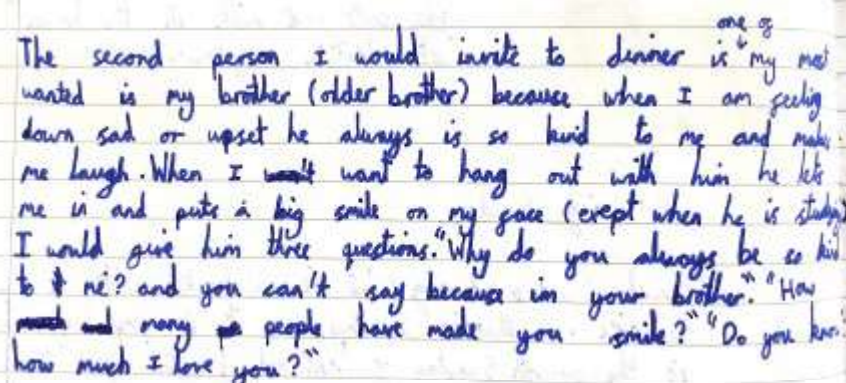 The second person I would invite to dinner is one of my most
wanted is my brother (older brother) because when I am feeling
down sad or upset he always is so kind to me and makes
me laugh. When I want to hang out with him he lets
me in and puts a big smile on my face (exept when he is studying)
I would give him three questions. "Why do you always be so kind
to me? and you can't say because im your brother." "How
many people have made you smile?" "Do you know
how much I love you?"